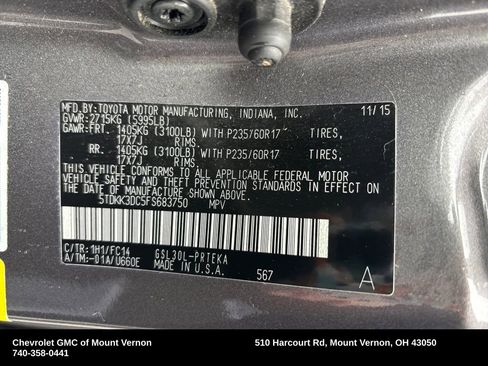 MFD.BY: TOYOTA MOTOR MANUFACTURING, INDIANA, INC. 11/15
GVWR: 2715KG (5995LB)
GAWR: FRT. 1405KG (3100LB) WITH P235/60R17 TIRES,
17X7J RIMS
RR. 1405KG (3100LB) WITH P235/60R17 TIRES,
17X7J RIMS
THIS VEHICLE CONFORMS TO ALL APPLICABLE FEDERAL MOTOR
VEHICLE SAFETY AND THEFT PREVENTION STANDARDS IN EFFECT
ON THE DATE OF MANUFACTURE SHOWN ABOVE.
5TDKK3DC5FS683750 MPV
C/TR: 1H1/FC14 GSL30L-PRTEKA
A/TM: -01A/U660E MADE IN U.S.A. 567 A
Chevrolet GMC of Mount Vernon 510 Harcourt Rd, Mount Vernon, OH 43050
740-358-0441